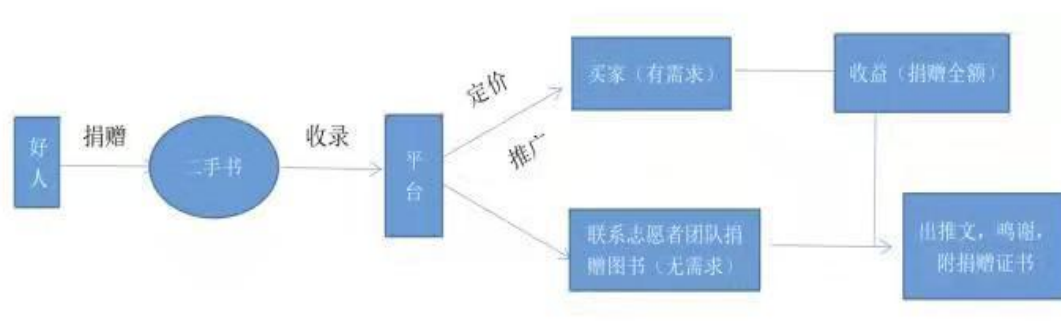 好
人
捐赠
二手书
收录
平
台
定价
推广
买家（有需求）
收益（捐赠全额）
联系志愿者团队捐
赠图书（无需求）
出推文，鸣谢，
附捐赠证书